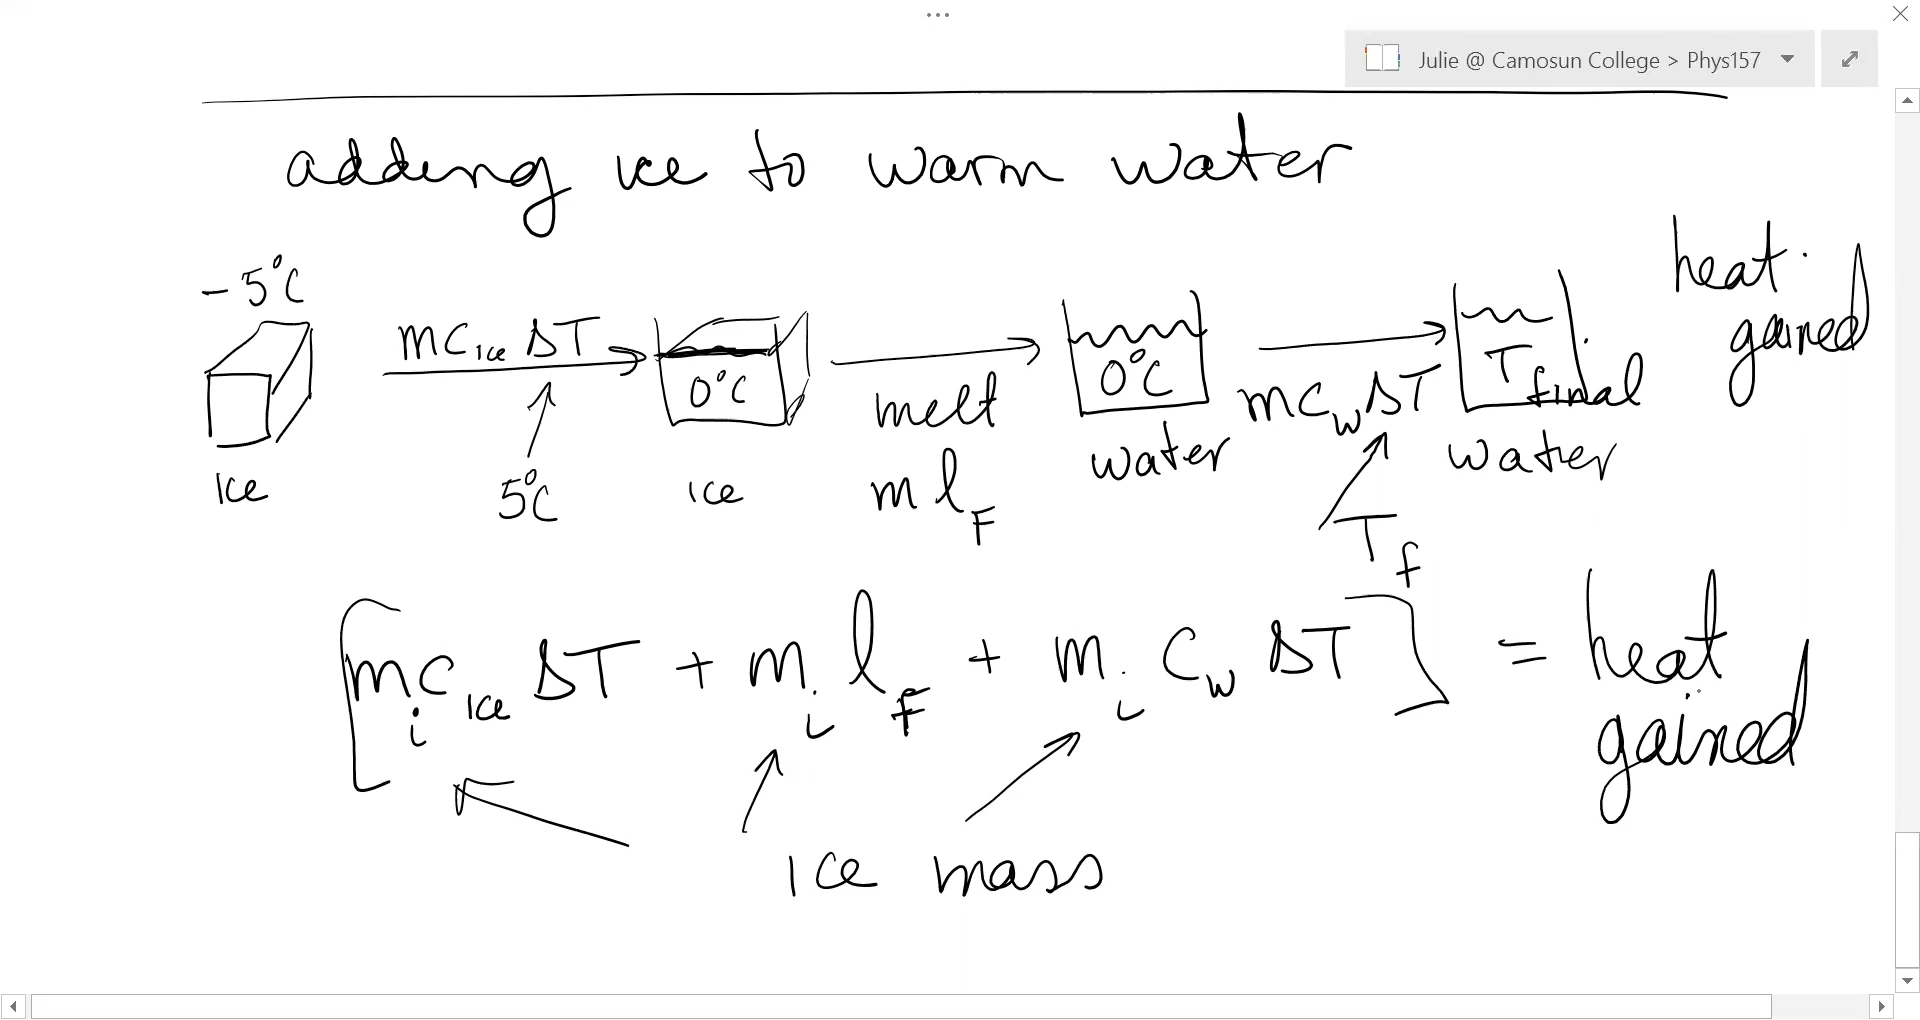 Julie @ Camosun College > Phys157
adding ice to warm water
-5°C
mc_ice ΔT
0°C
melt
0°C
mc_w ΔT
T_final
heat
gained
ice
5°C
ice
m l_F
water
T_f
water
[m_i c_ice ΔT + m_i l_F + m_i c_w ΔT] = heat
gained
ice mass